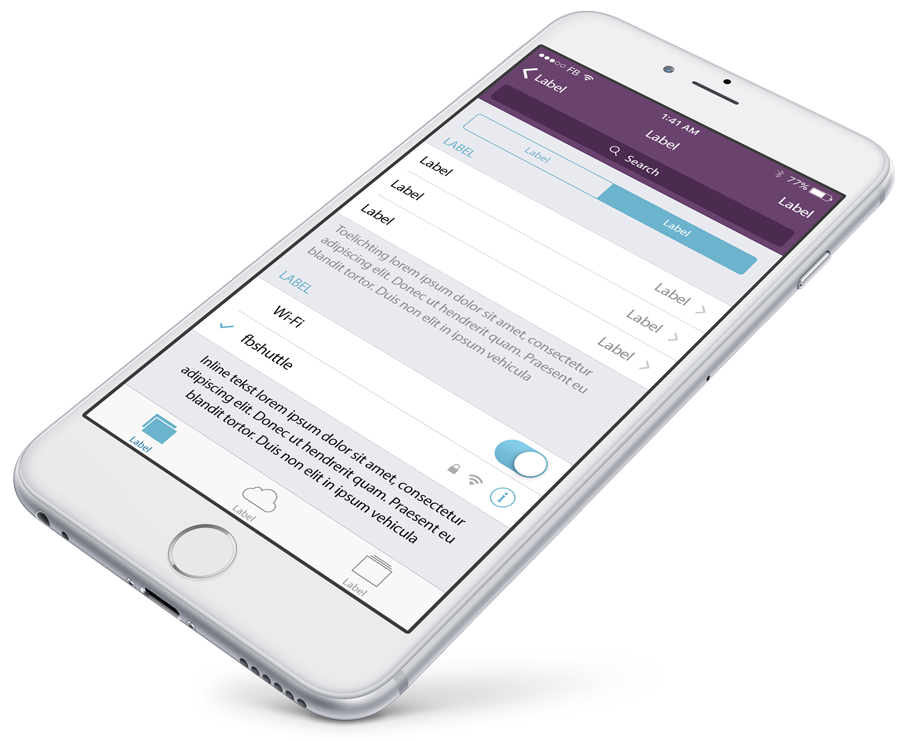 FB
1:41 AM
77%
Label
Label
Label
Search
Label
Label
LABEL
Label
Label
Label
Label
Label
Label
Toelichting lorem ipsum dolor sit amet, consectetur
adipiscing elit. Donec ut hendrerit quam. Praesent eu
blandit tortor. Duis non elit in ipsum vehicula
LABEL
Wi-Fi
fbshuttle
Inline tekst lorem ipsum dolor sit amet, consectetur
adipiscing elit. Donec ut hendrerit quam. Praesent eu
blandit tortor. Duis non elit in ipsum vehicula
Label
Label
Label